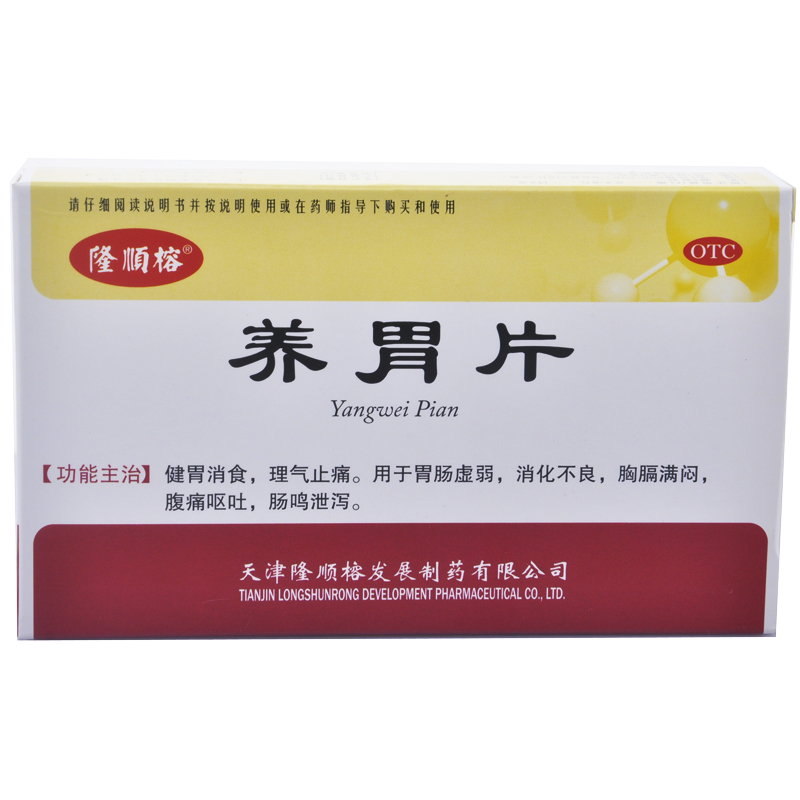 请仔细阅读说明书并按说明使用或在药师指导下购买和使用
隆順榕®
OTC
养胃片
Yangwei Pian
【功能主治】健胃消食，理气止痛。用于胃肠虚弱，消化不良，胸膈满闷，
腹痛呕吐，肠鸣泄泻。
天津隆顺榕发展制药有限公司
TIANJIN LONGSHUNRONG DEVELOPMENT PHARMACEUTICAL CO., LTD.